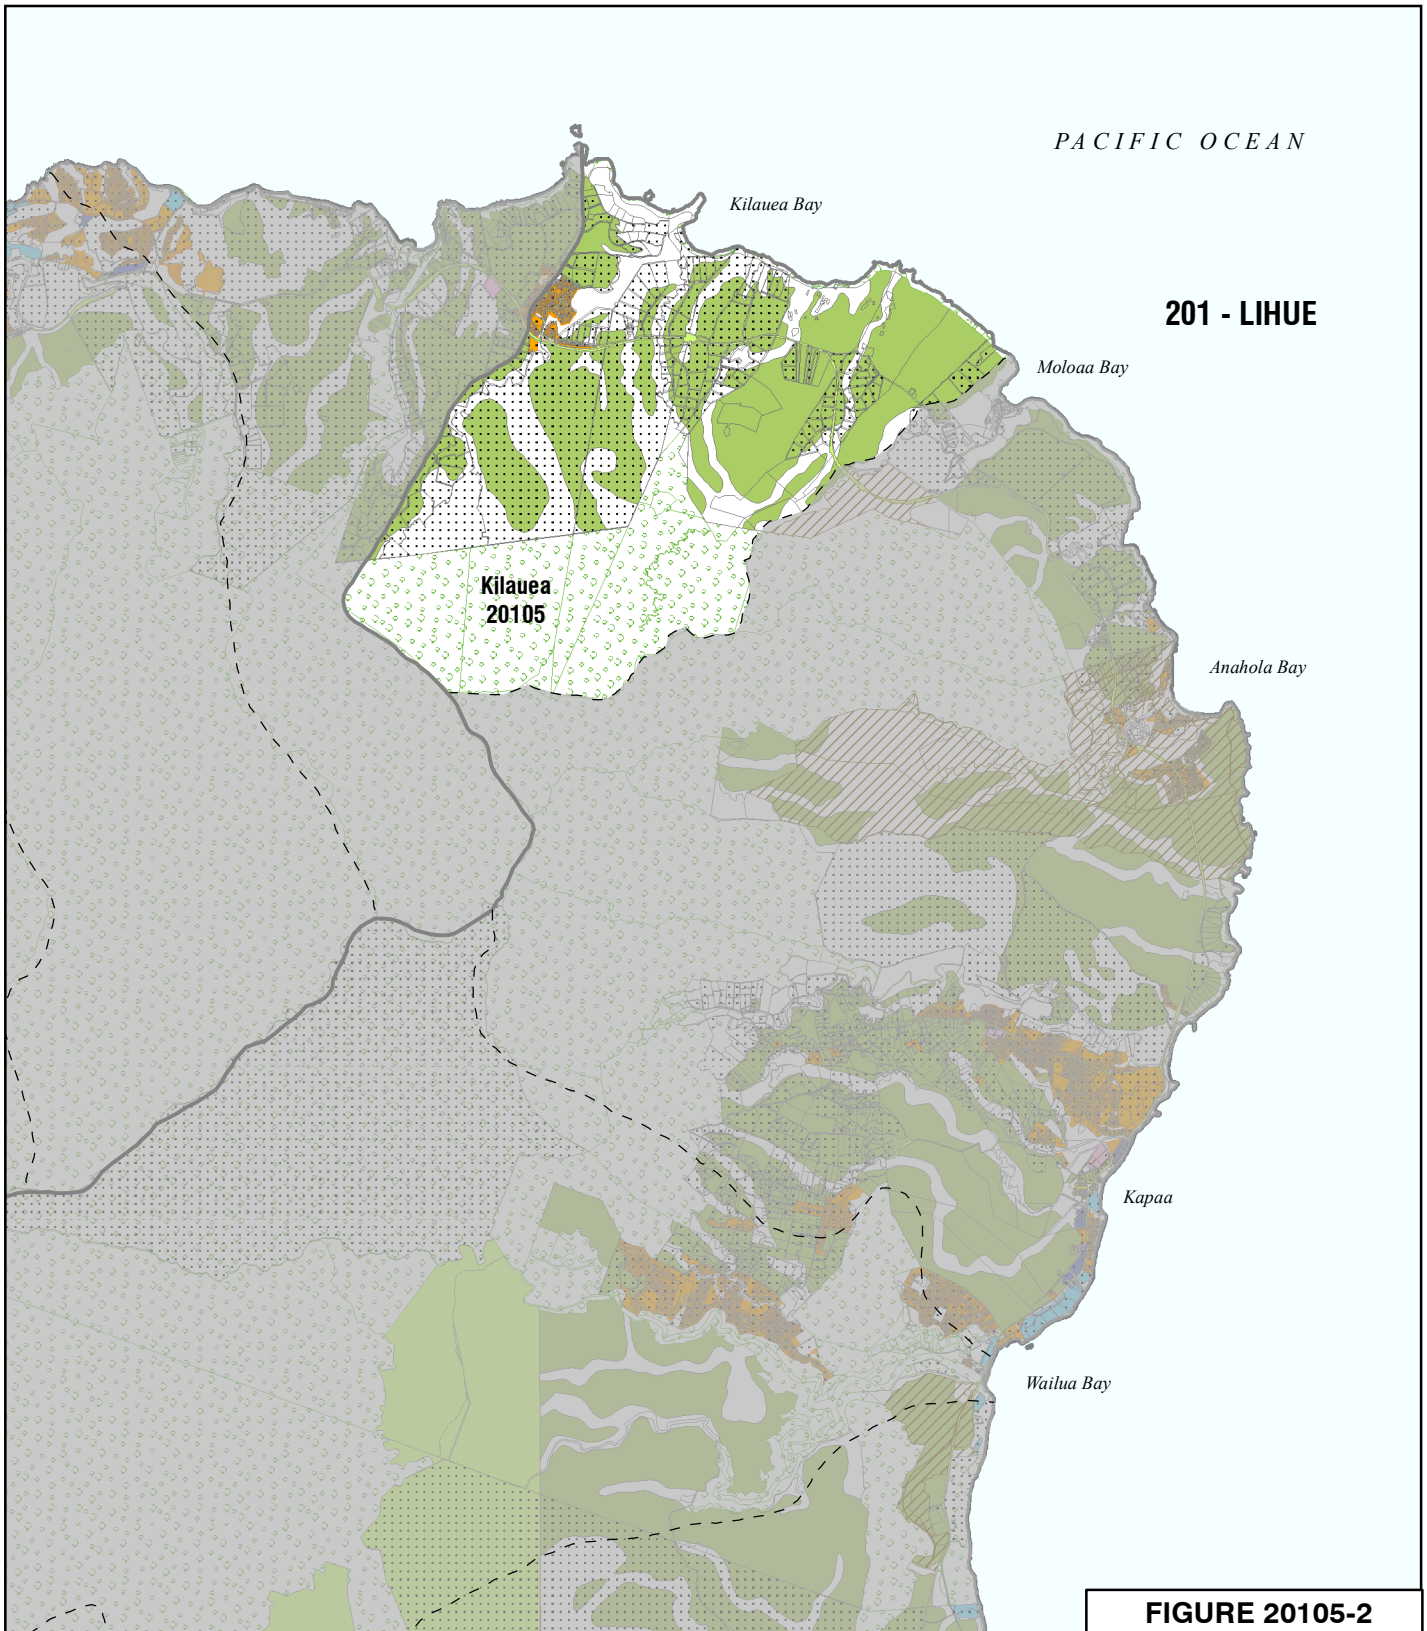 PACIFIC OCEAN
Kilauea Bay
201 - LIHUE
Moloaa Bay
Kilauea
20105
Anahola Bay
Kapaa
Wailua Bay
FIGURE 20105-2